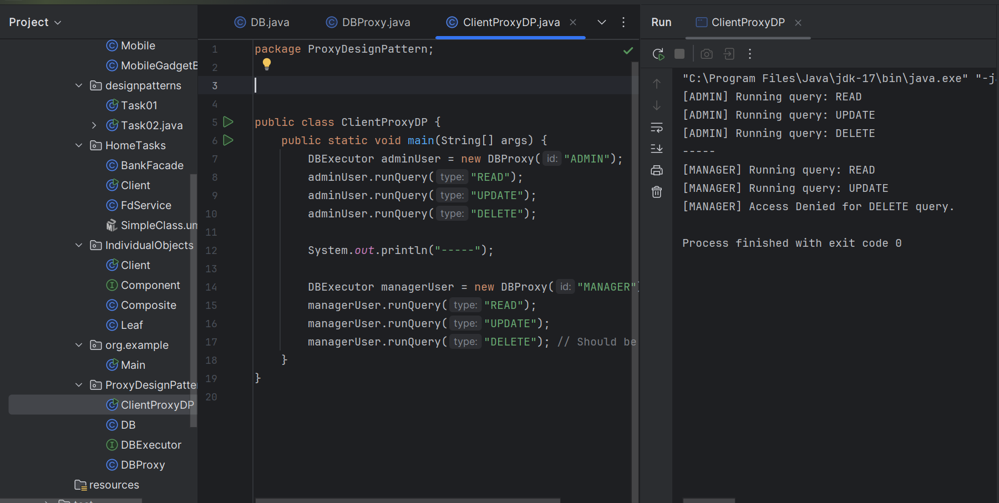 Project
Mobile
MobileGadgetB
designpatterns
Task01
Task02.java
HomeTasks
BankFacade
Client
FdService
SimpleClass.um
IndividualObjects
Client
Component
Composite
Leaf
org.example
Main
ProxyDesignPatter
ClientProxyDP
DB
DBExecutor
DBProxy
resources
test
DB.java
DBProxy.java
ClientProxyDP.java
1 package ProxyDesignPattern;
2
3
4
5 public class ClientProxyDP {
6 public static void main(String[] args) {
7 DBExecutor adminUser = new DBProxy( id: "ADMIN");
8 adminUser.runQuery( type: "READ");
9 adminUser.runQuery( type: "UPDATE");
10 adminUser.runQuery( type: "DELETE");
11
12 System.out.println("-----");
13
14 DBExecutor managerUser = new DBProxy( id: "MANAGER")
15 managerUser.runQuery( type: "READ");
16 managerUser.runQuery( type: "UPDATE");
17 managerUser.runQuery( type: "DELETE"); // Should be
18 }
19 }
20
Run
ClientProxyDP
"C:\Program Files\Java\jdk-17\bin\java.exe" "-ja
[ADMIN] Running query: READ
[ADMIN] Running query: UPDATE
[ADMIN] Running query: DELETE
-----
[MANAGER] Running query: READ
[MANAGER] Running query: UPDATE
[MANAGER] Access Denied for DELETE query.
Process finished with exit code 0